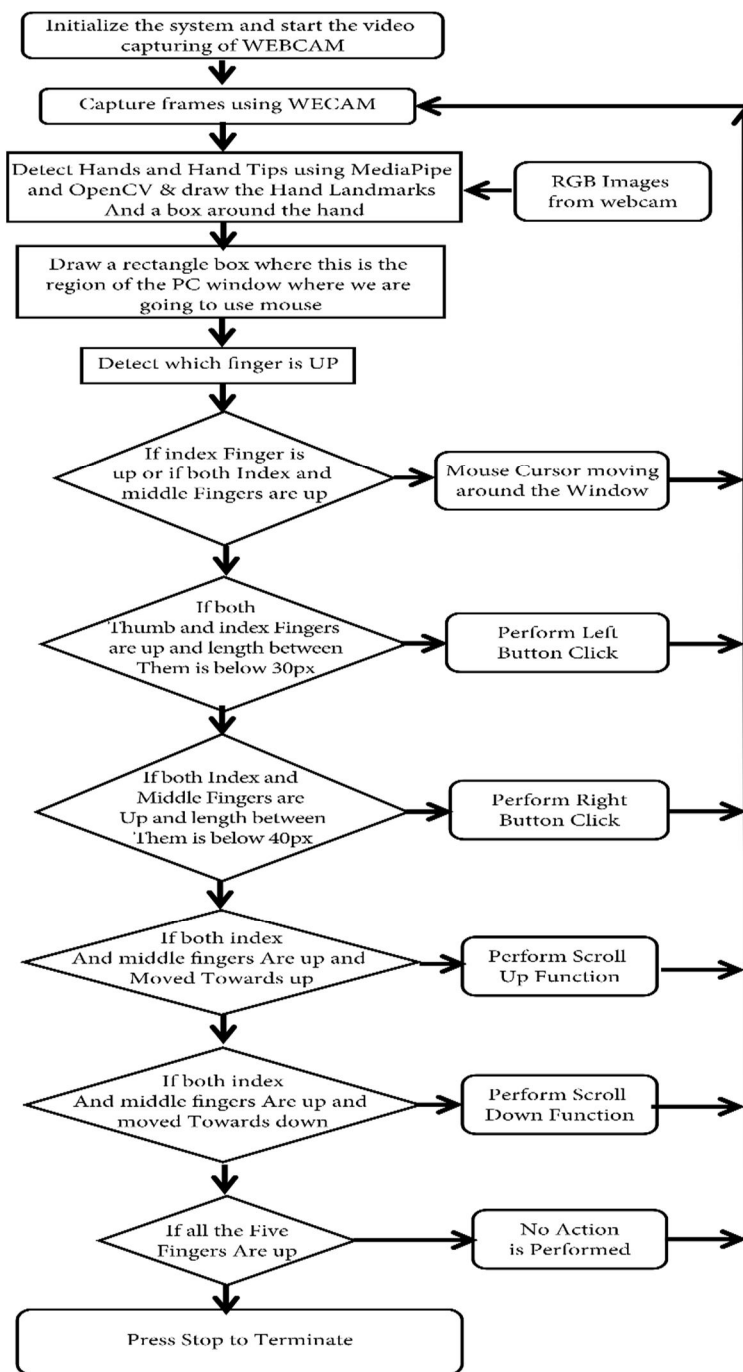 Initialize the system and start the video
capturing of WEBCAM
Capture frames using WECAM
Detect Hands and Hand Tips using MediaPipe
and OpenCV & draw the Hand Landmarks
And a box around the hand
RGB Images
from webcam
Draw a rectangle box where this is the
region of the PC window where we are
going to use mouse
Detect which finger is UP
If index Finger is
up or if both Index and
middle Fingers are up
Mouse Cursor moving
around the Window
If both
Thumb and index Fingers
are up and length between
Them is below 30px
Perform Left
Button Click
If both Index and
Middle Fingers are
Up and length between
Them is below 40px
Perform Right
Button Click
If both index
And middle fingers Are up and
Moved Towards up
Perform Scroll
Up Function
If both index
And middle fingers Are up and
moved Towards down
Perform Scroll
Down Function
If all the Five
Fingers Are up
No Action
is Performed
Press Stop to Terminate